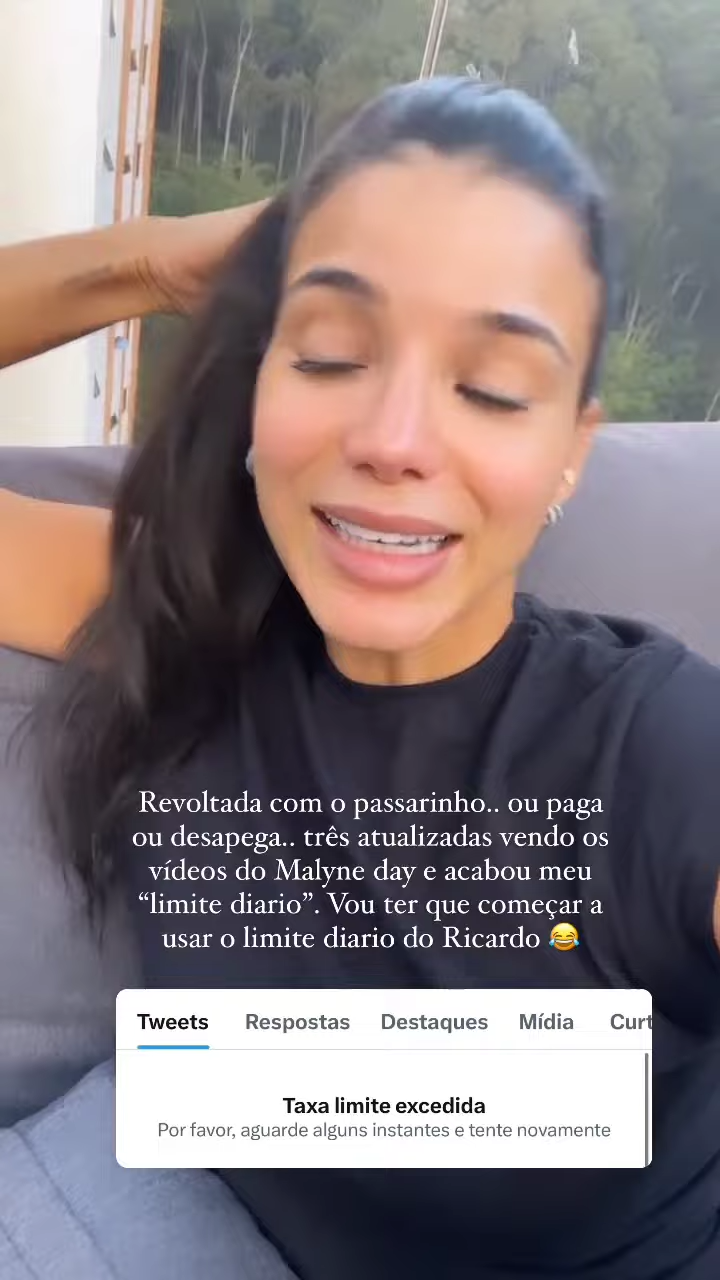 Revoltada com o passarinho.. ou paga
ou desapega.. três atualizadas vendo os
vídeos do Malyne day e acabou meu
“limite diario”. Vou ter que começar a
usar o limite diario do Ricardo 😂
Tweets Respostas Destaques Mídia Curt
Taxa limite excedida
Por favor, aguarde alguns instantes e tente novamente